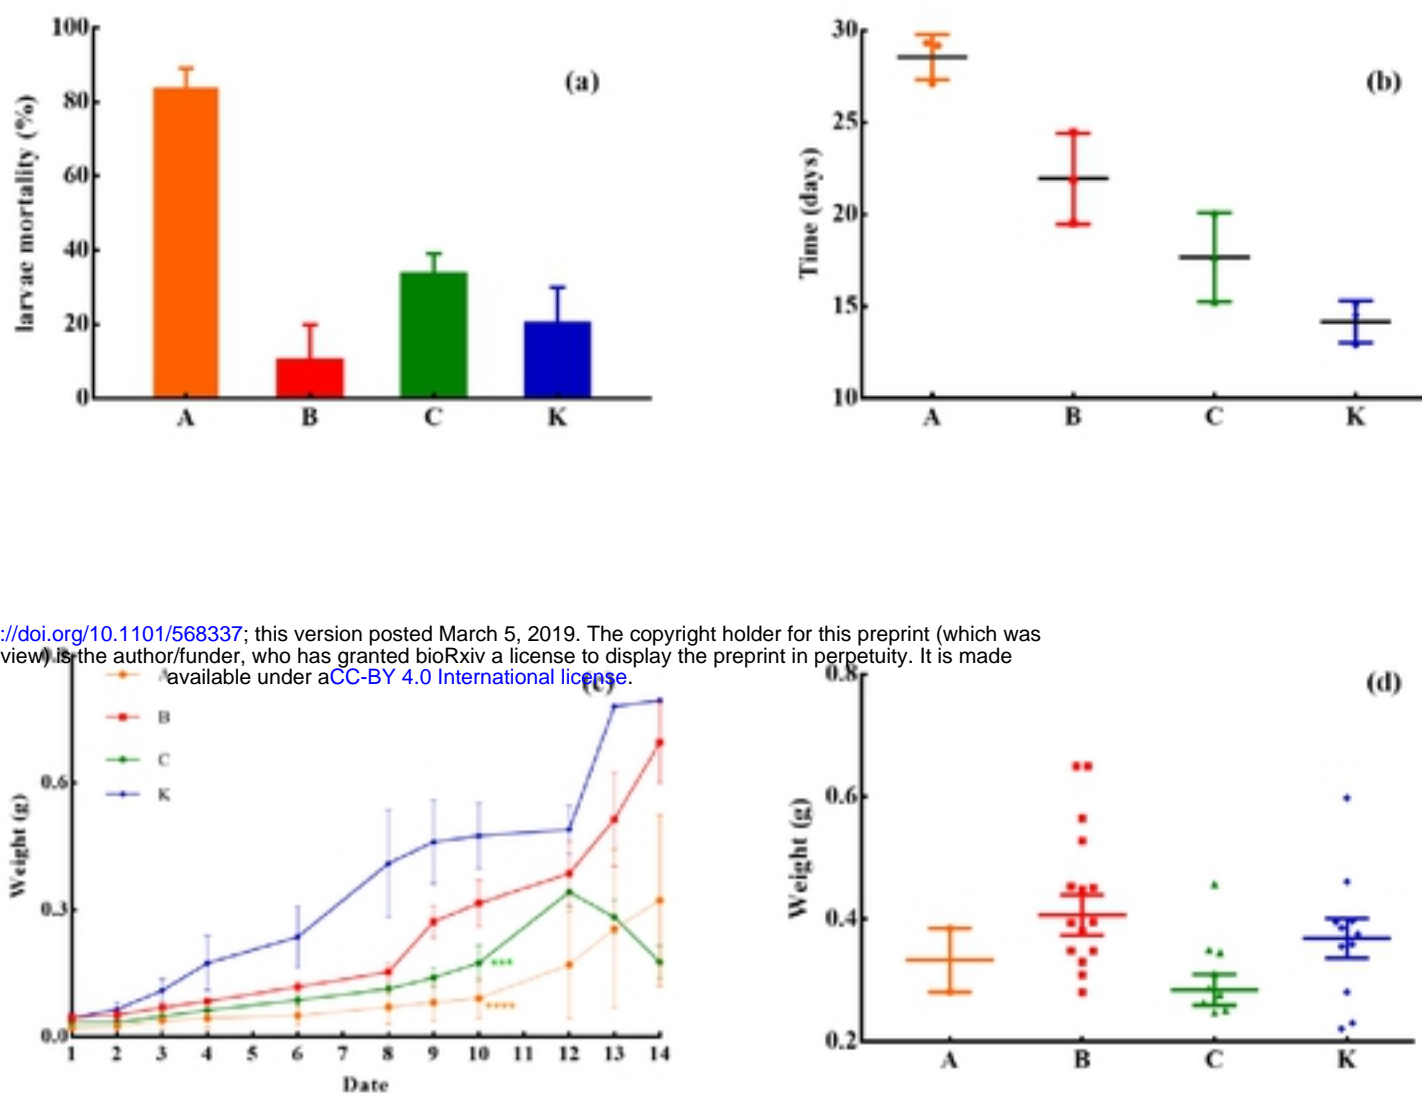 100
80
60
40
20
0
larvae mortality (%)
(a)
A B C K
30
25
20
15
10
Time (days)
(b)
A B C K
://doi.org/10.1101/568337; this version posted March 5, 2019. The copyright holder for this preprint (which was
view) is the author/funder, who has granted bioRxiv a license to display the preprint in perpetuity. It is made
available under aCC-BY 4.0 International license.
(c)
A
B
C
K
0.6
0.3
0.0
Weight (g)
***
****
1 2 3 4 5 6 7 8 9 10 11 12 13 14
Date
0.8
0.6
0.4
0.2
Weight (g)
(d)
A B C K